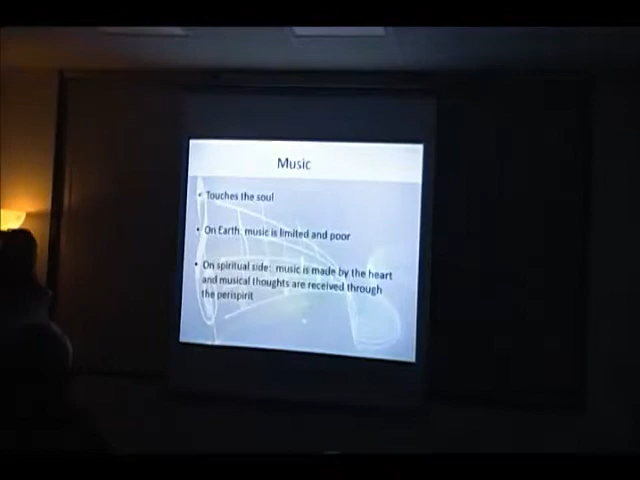 Music
• Touches the soul
• On Earth: music is limited and poor
• On spiritual side: music is made by the heart
and musical thoughts are received through
the perispirit